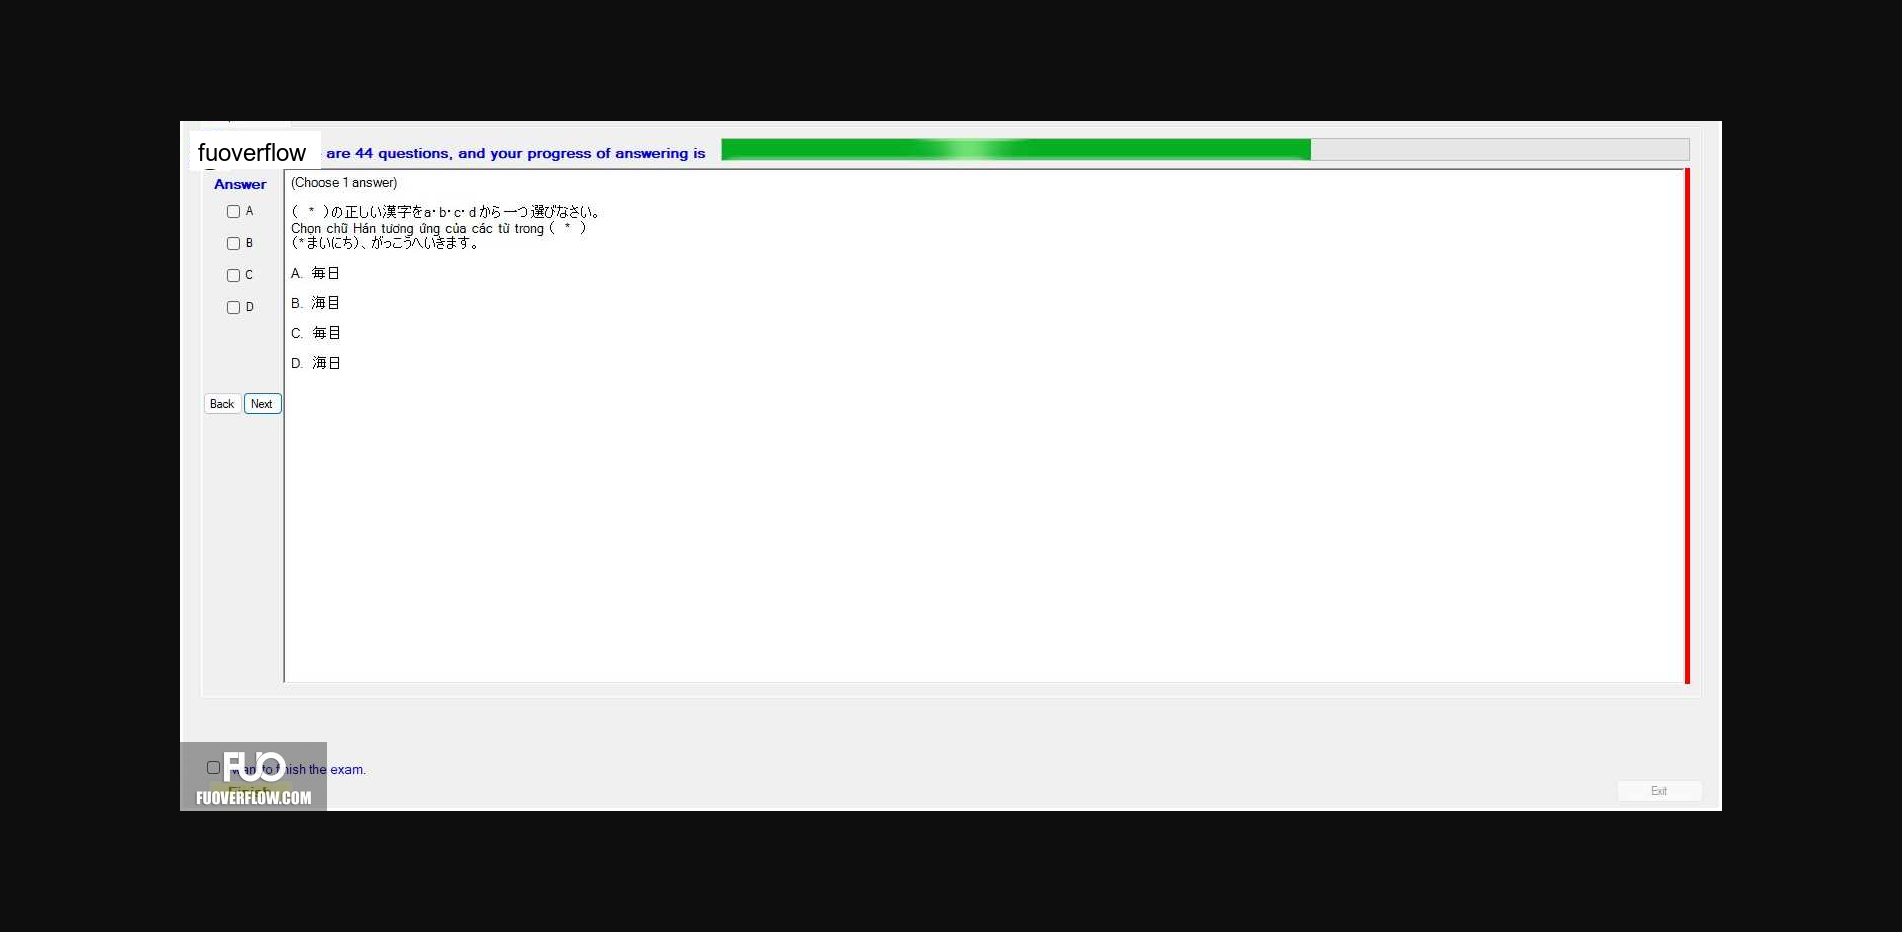 fuoverflow are 44 questions, and your progress of answering is
Answer
(Choose 1 answer)
A
B
C
D
Back
Next
( * )の正しい漢字をa・b・c・dから一つ選びなさい。
Chọn chữ Hán tương ứng của các từ trong ( * )
(*まいにち)、がっこうへいきます。
A. 毎日
B. 海目
C. 毎目
D. 海日
FUO
want to finish the exam.
Finish
FUOVERFLOW.COM
Exit